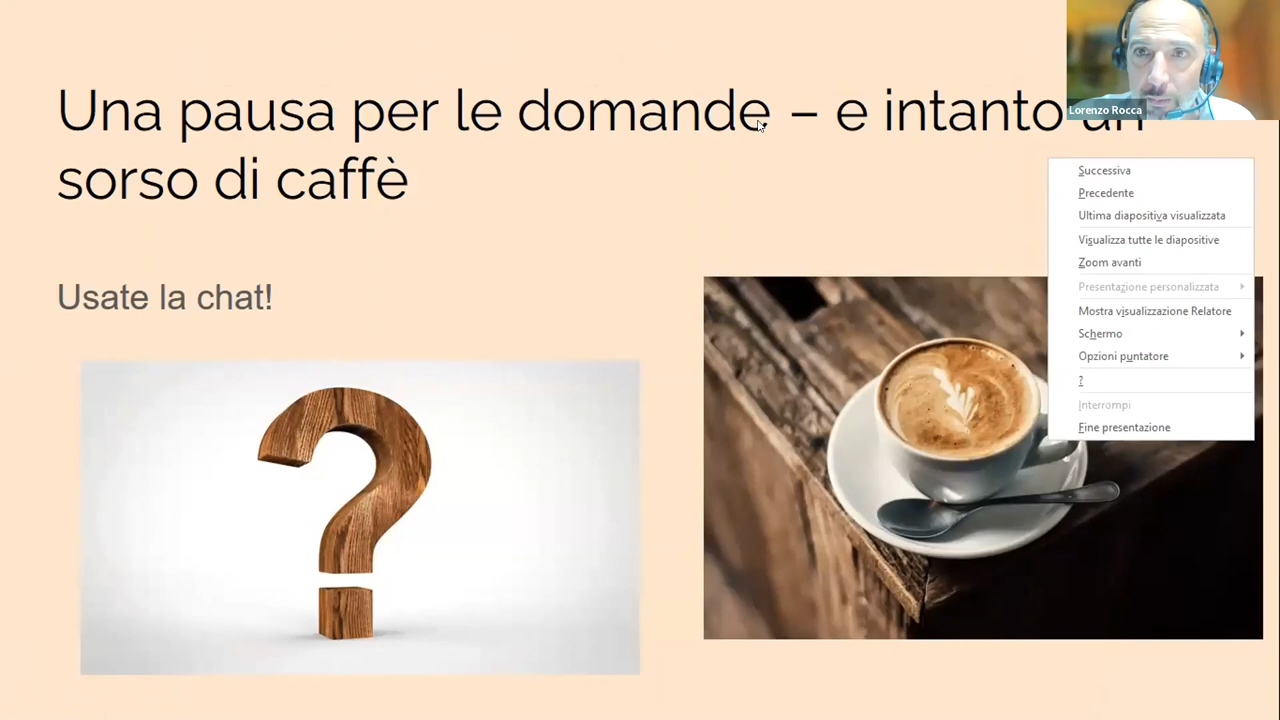 Una pausa per le domande – e intanto un
sorso di caffè
Usate la chat!
Lorenzo Rocca
Successiva
Precedente
Ultima diapositiva visualizzata
Visualizza tutte le diapositive
Zoom avanti
Presentazione personalizzata
Mostra visualizzazione Relatore
Schermo
Opzioni puntatore
?
Interrompi
Fine presentazione